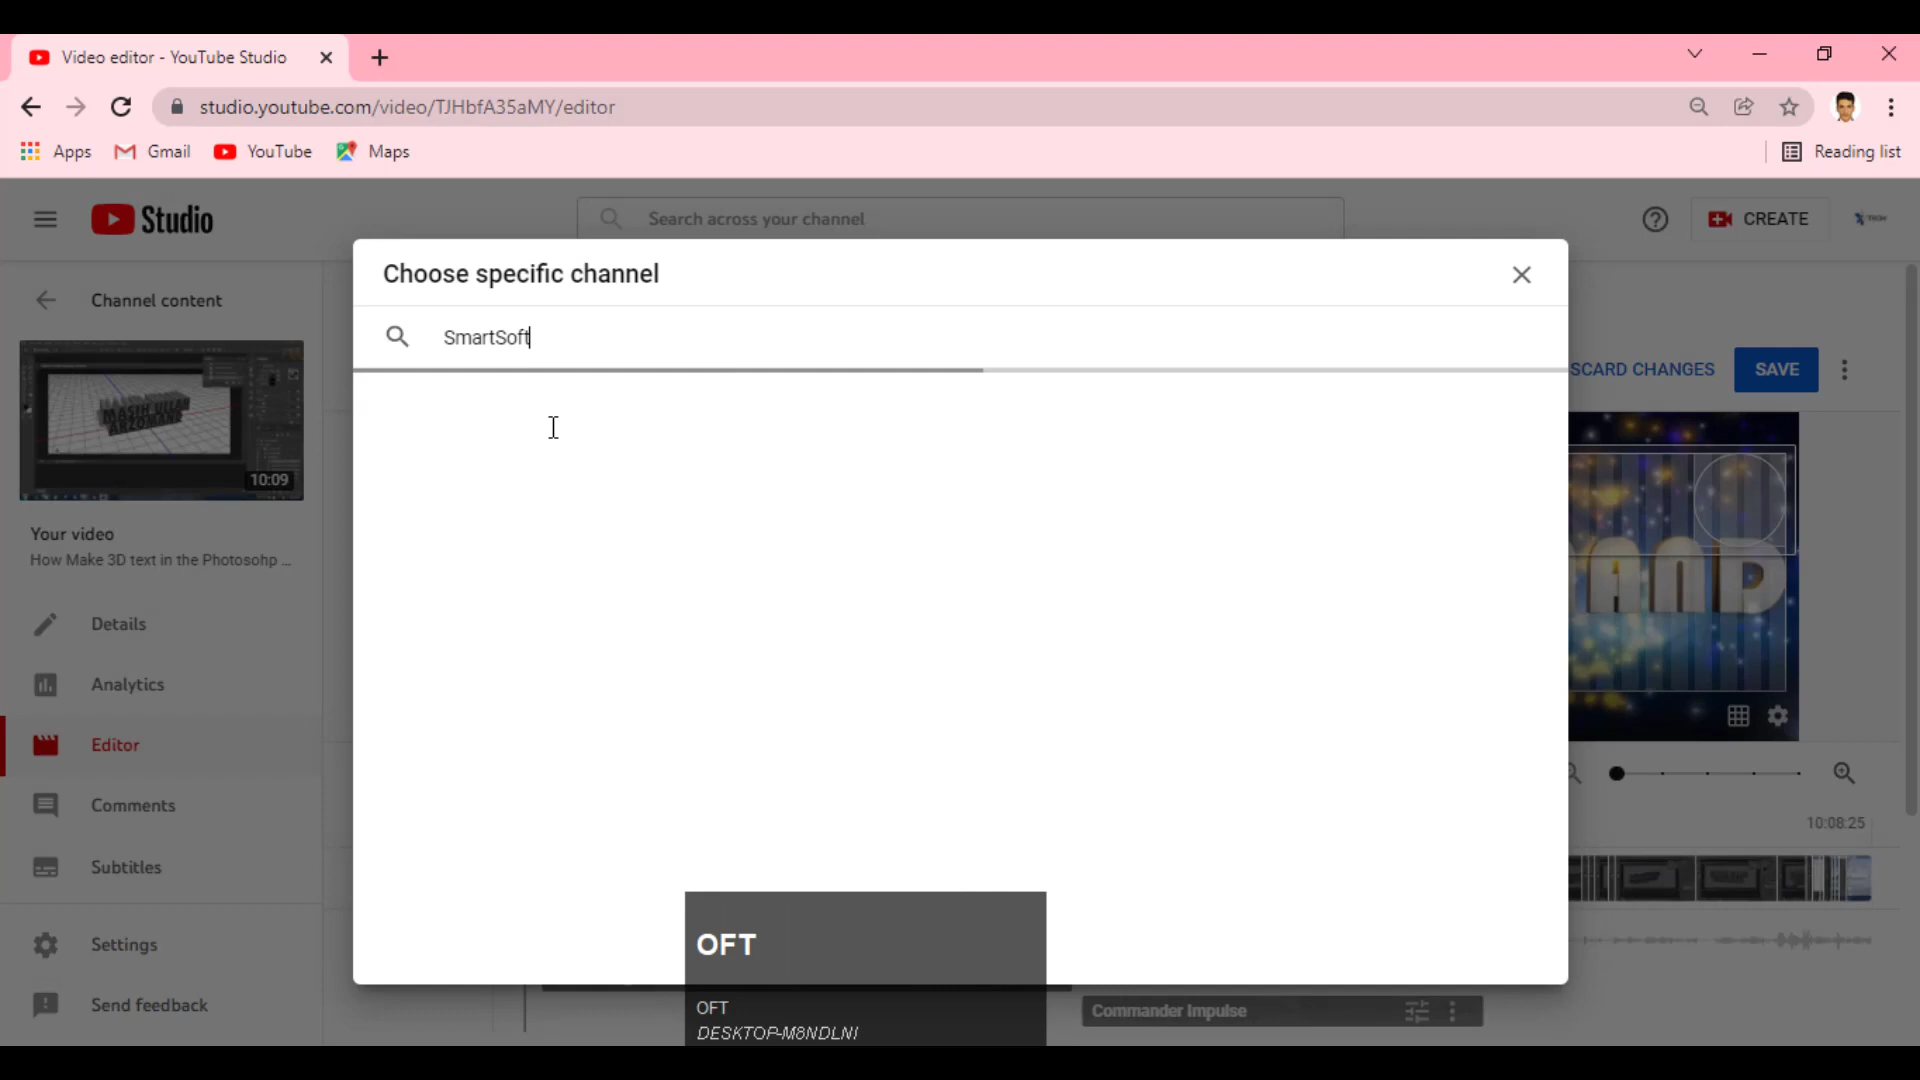 Video editor - YouTube Studio
studio.youtube.com/video/TJHbfA35aMY/editor
Apps
Gmail
YouTube
Maps
Reading list
Studio
Search across your channel
CREATE
Channel content
Choose specific channel
SmartSoft
SCARD CHANGES
SAVE
MASIH ULLAH
ARZOMAND
10:09
Your video
How Make 3D text in the Photosohp ...
Details
Analytics
Editor
Comments
Subtitles
Settings
Send feedback
10:08:25
OFT
OFT
DESKTOP-M8NDLNI
Commander Impulse